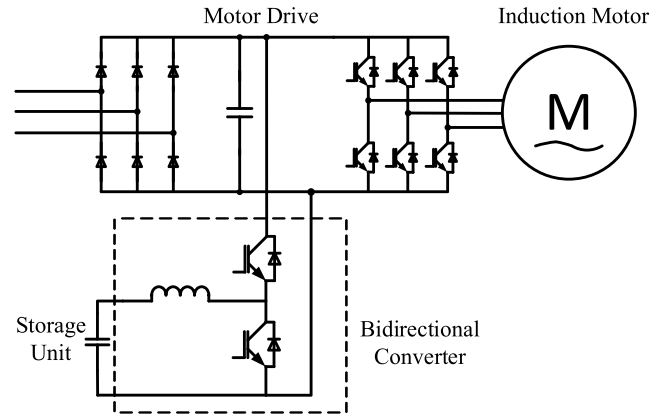 Motor Drive
Induction Motor
M
Storage
Unit
Bidirectional
Converter